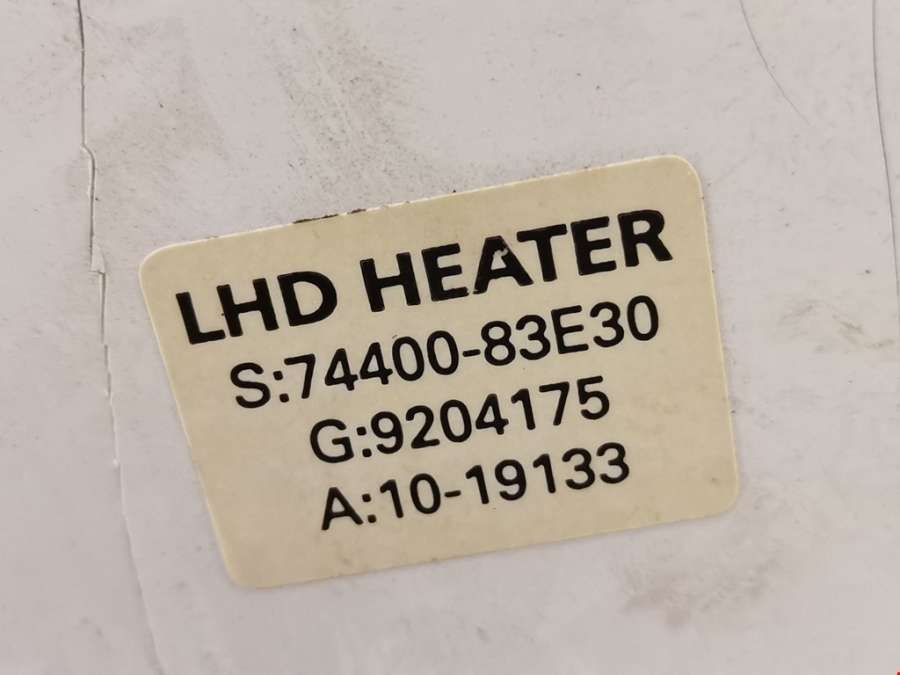 LHD HEATER
S:74400-83E30
G:9204175
A:10-19133